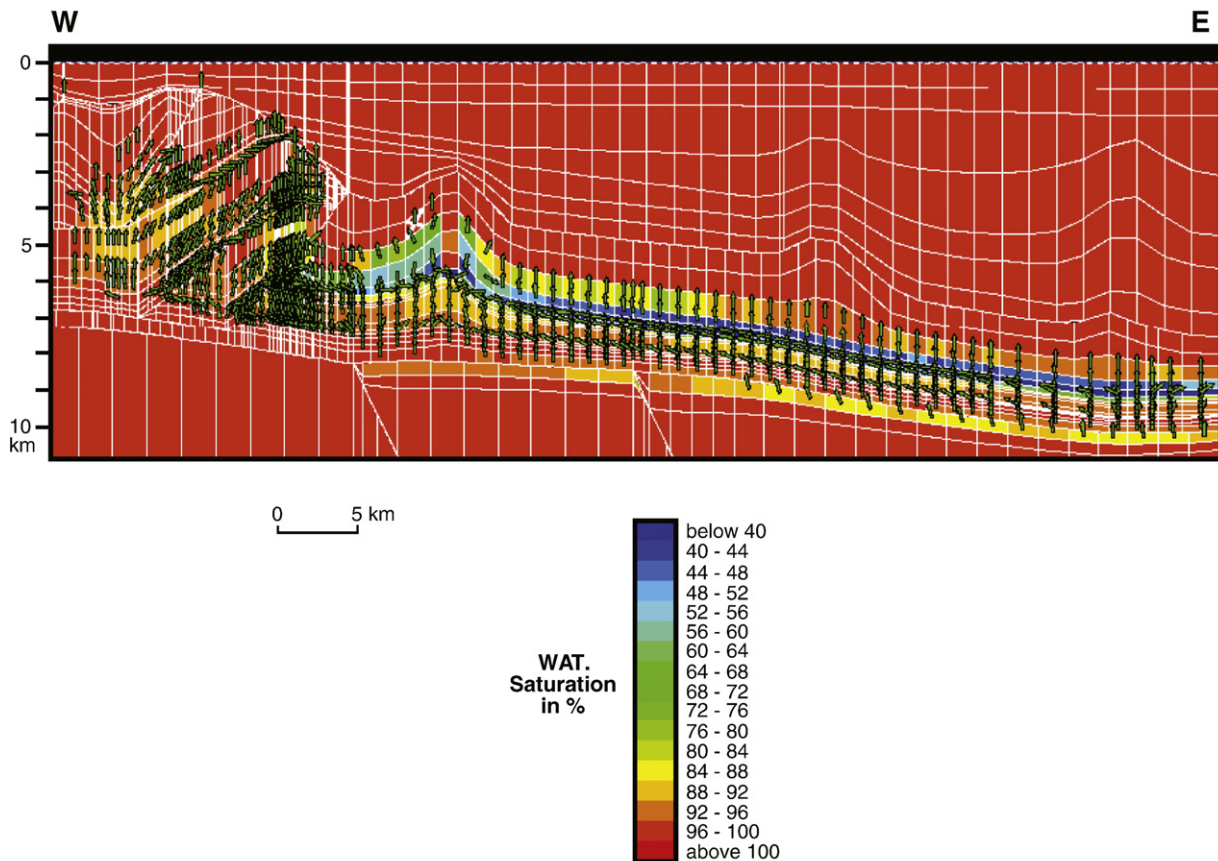 W E
0
5
10
km
0 5 km
WAT.
Saturation
in %
below 40
40 - 44
44 - 48
48 - 52
52 - 56
56 - 60
60 - 64
64 - 68
68 - 72
72 - 76
76 - 80
80 - 84
84 - 88
88 - 92
92 - 96
96 - 100
above 100